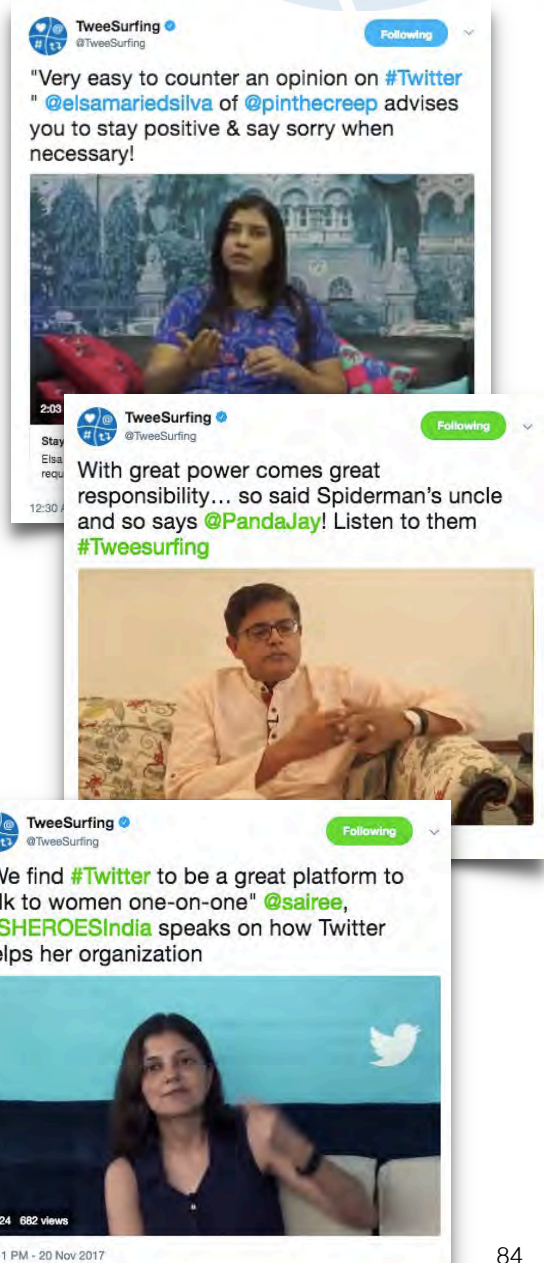 TweeSurfing
@TweeSurfing
Following
"Very easy to counter an opinion on #Twitter
" @elsamariedsilva of @pinthecreep advises
you to stay positive & say sorry when
necessary!
2:03
Stay
Elsa
requ
12:30
TweeSurfing
@TweeSurfing
Following
With great power comes great
responsibility… so said Spiderman's uncle
and so says @PandaJay! Listen to them
#Tweesurfing
TweeSurfing
@TweeSurfing
Following
We find #Twitter to be a great platform to
lk to women one-on-one" @sairee,
SHEROESIndia speaks on how Twitter
elps her organization
24 682 views
1 PM - 20 Nov 2017
84